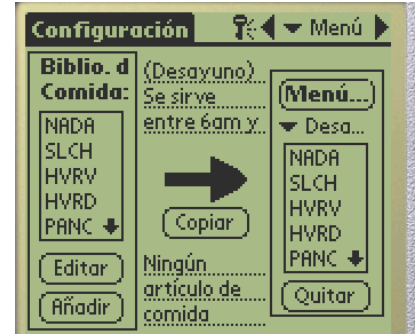 Configuración
Menú
Biblio. d
Comida:
NADA
SLCH
HVRV
HVRD
PANC
Editar
Añadir
(Desayuno)
Se sirve
entre 6am y
Copiar
Ningún
artículo de
comida
Menú...
Desa...
NADA
SLCH
HVRV
HVRD
PANC
Quitar